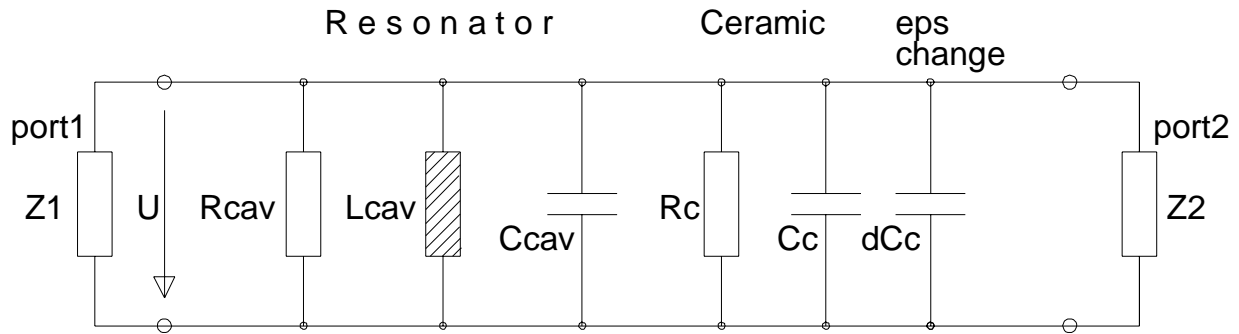 R e s o n a t o r
Ceramic
eps
change
port1
port2
Z1
U
Rcav
Lcav
Ccav
Rc
Cc
dCc
Z2